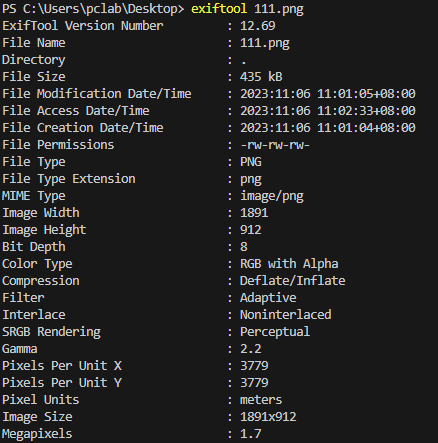 PS C:\Users\pclab\Desktop> exiftool 111.png
ExifTool Version Number : 12.69
File Name : 111.png
Directory : .
File Size : 435 kB
File Modification Date/Time : 2023:11:06 11:01:05+08:00
File Access Date/Time : 2023:11:06 11:02:33+08:00
File Creation Date/Time : 2023:11:06 11:01:04+08:00
File Permissions : -rw-rw-rw-
File Type : PNG
File Type Extension : png
MIME Type : image/png
Image Width : 1891
Image Height : 912
Bit Depth : 8
Color Type : RGB with Alpha
Compression : Deflate/Inflate
Filter : Adaptive
Interlace : Noninterlaced
SRGB Rendering : Perceptual
Gamma : 2.2
Pixels Per Unit X : 3779
Pixels Per Unit Y : 3779
Pixel Units : meters
Image Size : 1891x912
Megapixels : 1.7